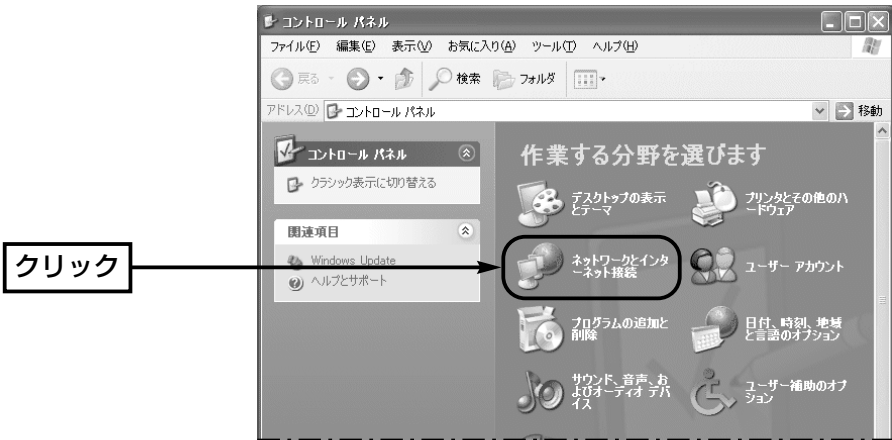 コントロール パネル
ファイル(F) 編集(E) 表示(V) お気に入り(A) ツール(T) ヘルプ(H)
戻る 検索 フォルダ
アドレス(D) コントロール パネル 移動
コントロール パネル
クラシック表示に切り替える
関連項目
Windows Update
ヘルプとサポート
クリック
作業する分野を選びます
デスクトップの表示
とテーマ
プリンタとその他のハ
ードウェア
ネットワークとインタ
ーネット接続
ユーザー アカウント
プログラムの追加と
削除
日付、時刻、地域
と言語のオプション
サウンド、音声、お
よびオーディオ デバ
イス
ユーザー補助のオプ
ション